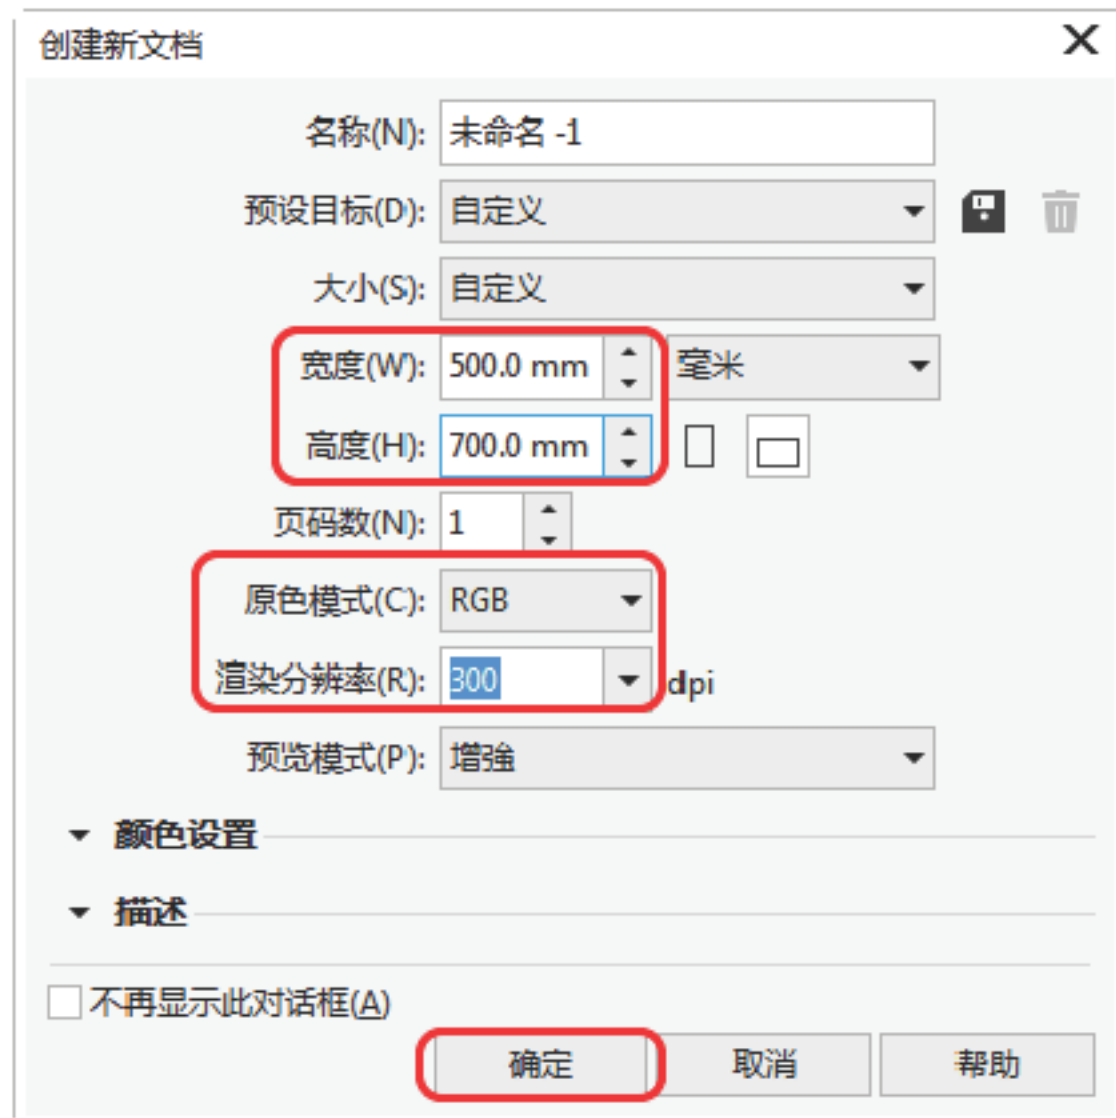 创建新文档
名称(N): 未命名 -1
预设目标(D): 自定义
大小(S): 自定义
宽度(W): 500.0 mm 毫米
高度(H): 700.0 mm
页码数(N): 1
原色模式(C): RGB
渲染分辨率(R): 300 dpi
预览模式(P): 增強
颜色设置
描述
不再显示此对话框(A)
确定 取消 帮助